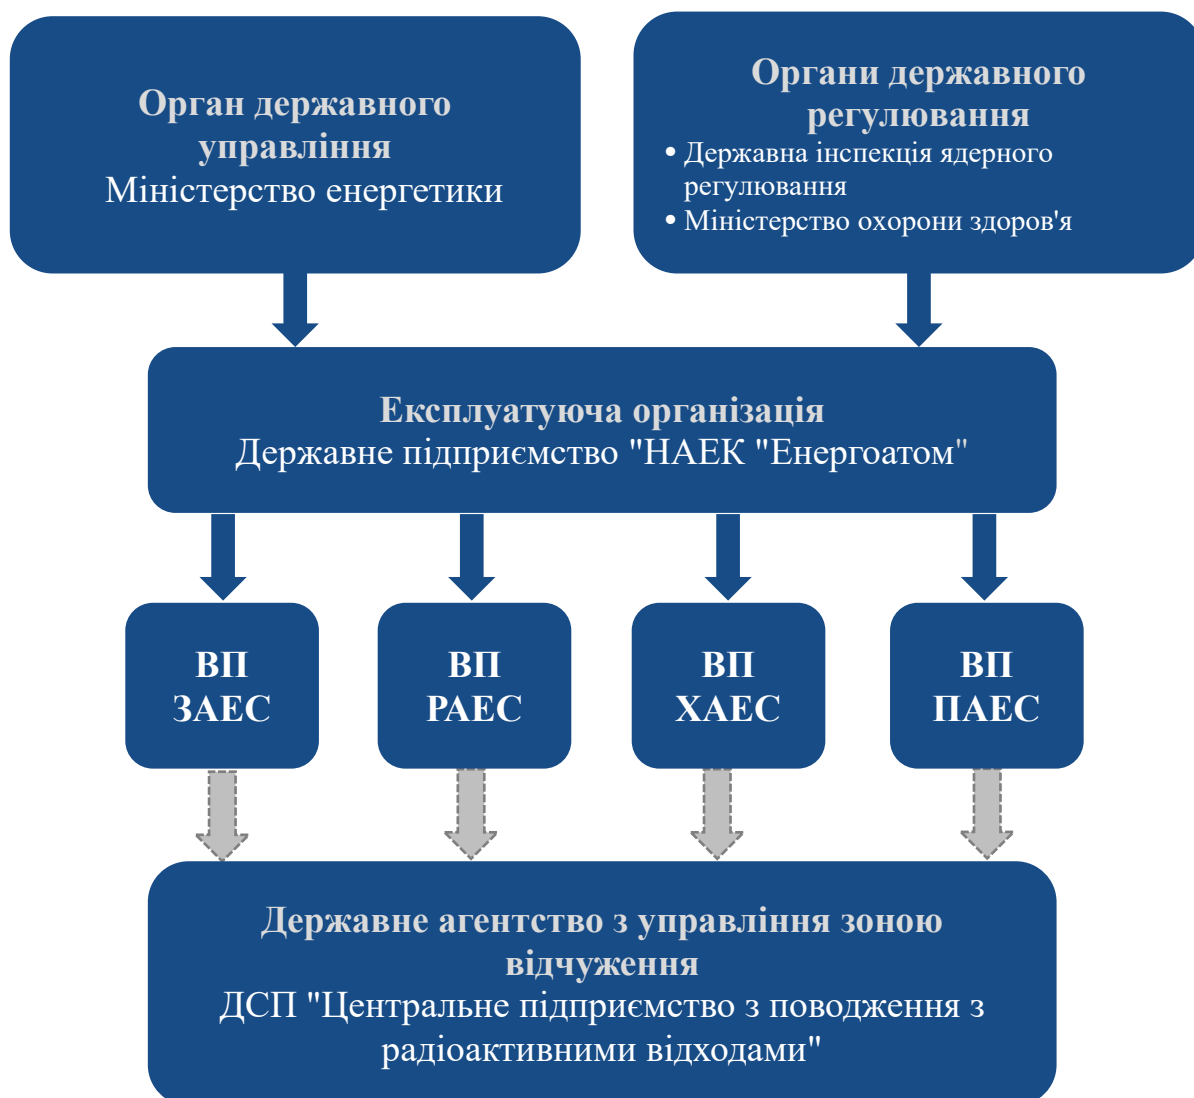 Орган державного
управління
Міністерство енергетики
Органи державного
регулювання
• Державна інспекція ядерного
регулювання
• Міністерство охорони здоров'я
Експлуатуюча організація
Державне підприємство "НАЕК "Енергоатом"
ВП
ЗАЕС
ВП
РАЕС
ВП
ХАЕС
ВП
ПАЕС
Державне агентство з управління зоною
відчуження
ДСП "Центральне підприємство з поводження з
радіоактивними відходами"